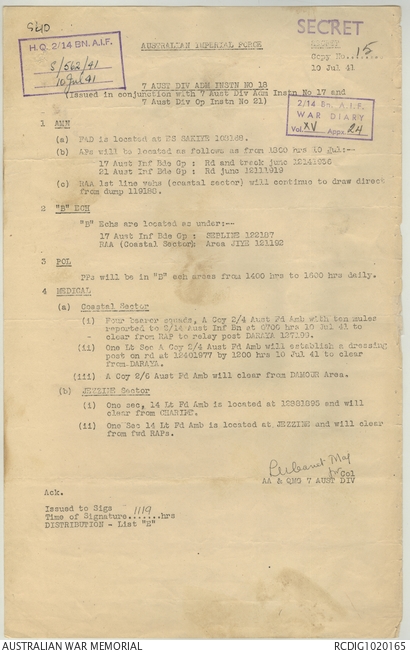 SECRET
H.Q. 2/14 BN. A.I.F.
S/562/41
10 Jul 41
AUSTRALIAN IMPERIAL FORCE
SECRET
Copy No. 15
10 Jul 41
7 AUST DIV ADM INSTN NO 18
(Issued in conjunction with 7 Aust Div Adm Instn No 17 and
7 Aust Div Op Instn No 21)
2/14 Bn. A.I.F.
WAR DIARY
Vol. XV Appx. 24
1 AMN
(a) FAD is located at ES SAKIYE 108168.
(b) APs will be located as follows as from 1800 hrs 10 Jul:--
17 Aust Inf Bde Gp : Rd and track junc 12141936
21 Aust Inf Bde Gp : Rd junc 12111919
(c) RAA 1st line vehs (coastal sector) will continue to draw direct
from dump 119188.
2 "B" ECH
"B" Echs are located as under:--
17 Aust Inf Bde Gp : SEBLINE 122187
RAA (Coastal Sector): Area JIYE 121192
3 POL
PPs will be in "B" ech areas from 1400 hrs to 1630 hrs daily.
4 MEDICAL
(a) Coastal Sector
(i) Four bearer squads, A Coy 2/4 Aust Fd Amb with ten mules
reported to 2/14 Aust Inf Bn at 0700 hrs 10 Jul 41 to
clear from RAP to relay post DARAYA 137199.
(ii) One Lt Sec A Coy 2/4 Aust Fd Amb will establish a dressing
post on rd at 12401977 by 1200 hrs 10 Jul 41 to clear
from DARAYA.
(iii) A Coy 2/6 Aust Fd Amb will clear from DAMOUR Area.
(b) JEZZINE Sector
(i) One sec, 14 Lt Fd Amb is located at 12881895 and will
clear from CHARIMT.
(ii) One Sec 14 Lt Fd Amb is located at JEZZINE and will clear
from fwd RAPs.
Maj
for Col
AA & QMG 7 AUST DIV
Ack.
Issued to Sigs
Time of Signature 1119 hrs
DISTRIBUTION - List "B"
AUSTRALIAN WAR MEMORIAL
RCDIG1020165